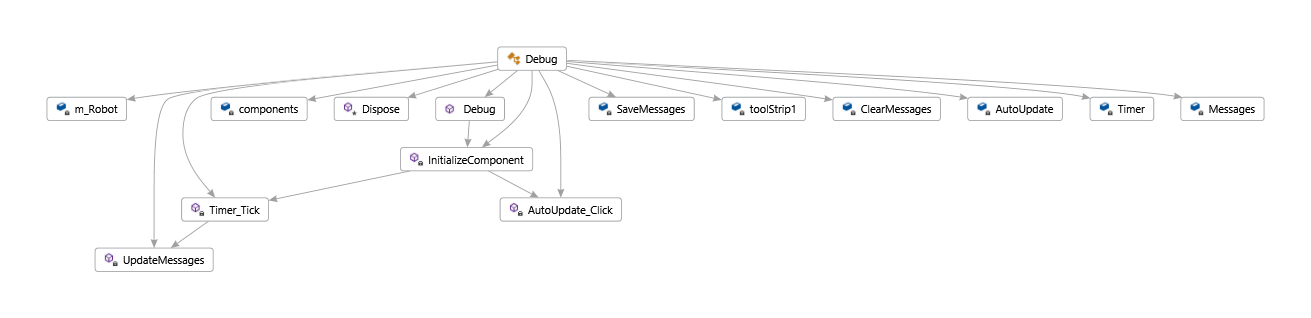 Debug
m_Robot
components
Dispose
Debug
SaveMessages
toolStrip1
ClearMessages
AutoUpdate
Timer
Messages
InitializeComponent
Timer_Tick
AutoUpdate_Click
UpdateMessages